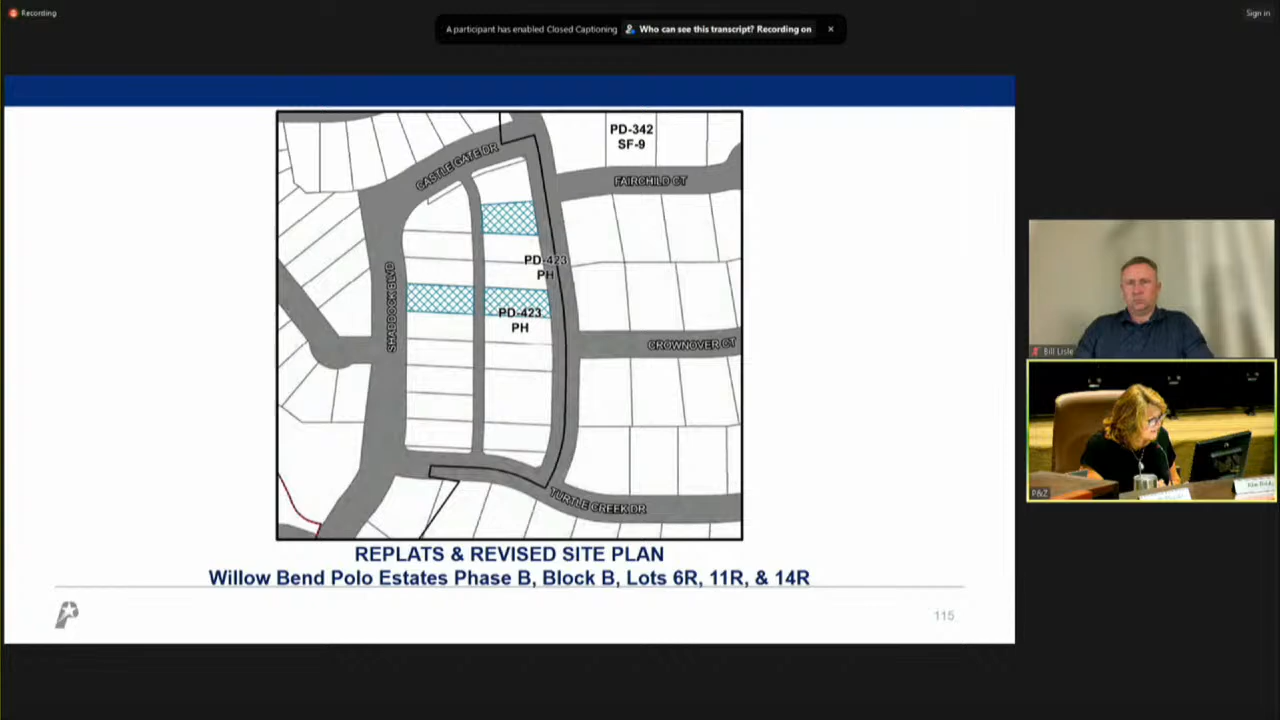 Recording
A participant has enabled Closed Captioning
Who can see this transcript? Recording on
×
Sign in
PD-342
SF-9
CASTLE GATE DR
FAIRCHILD CT
PD-423
PH
SHADDOCK BLVD
PD-423
PH
CROWNOVER CT
TURTLE CREEK DR
REPLATS & REVISED SITE PLAN
Willow Bend Polo Estates Phase B, Block B, Lots 6R, 11R, & 14R
115
Bill Lisle
P&Z